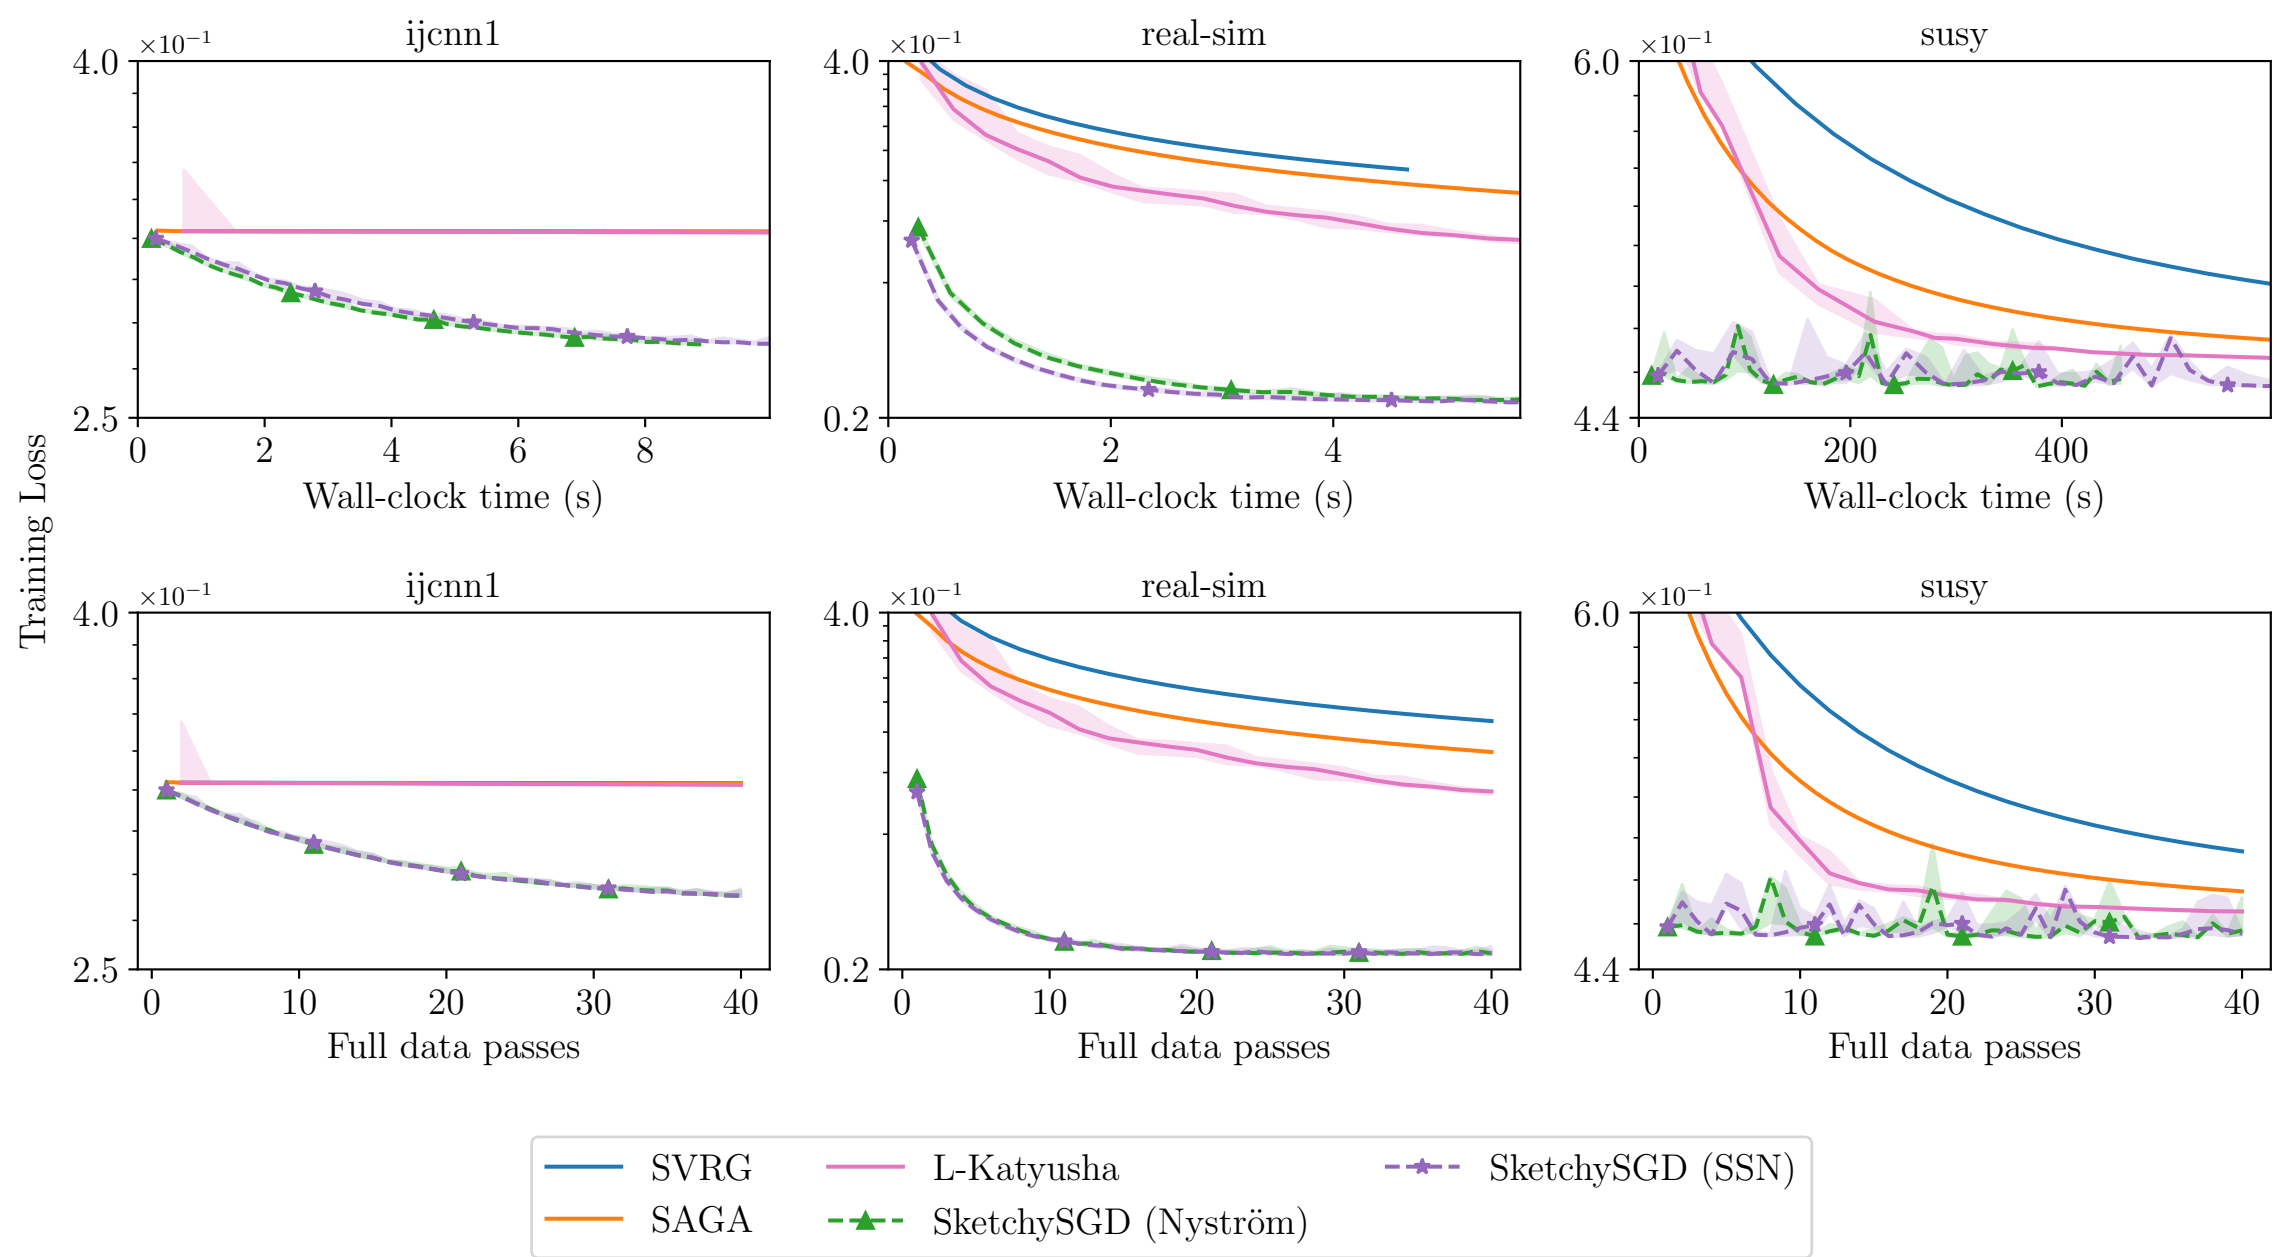 ijcnn1
real-sim
susy
×10⁻¹
×10⁻¹
×10⁻¹
4.0
2.5
0 2 4 6 8
Wall-clock time (s)
4.0
0.2
0 2 4
Wall-clock time (s)
6.0
4.4
0 200 400
Wall-clock time (s)
Training Loss
ijcnn1
real-sim
susy
×10⁻¹
×10⁻¹
×10⁻¹
4.0
2.5
0 10 20 30 40
Full data passes
4.0
0.2
0 10 20 30 40
Full data passes
6.0
4.4
0 10 20 30 40
Full data passes
SVRG
SAGA
L-Katyusha
SketchySGD (Nyström)
SketchySGD (SSN)